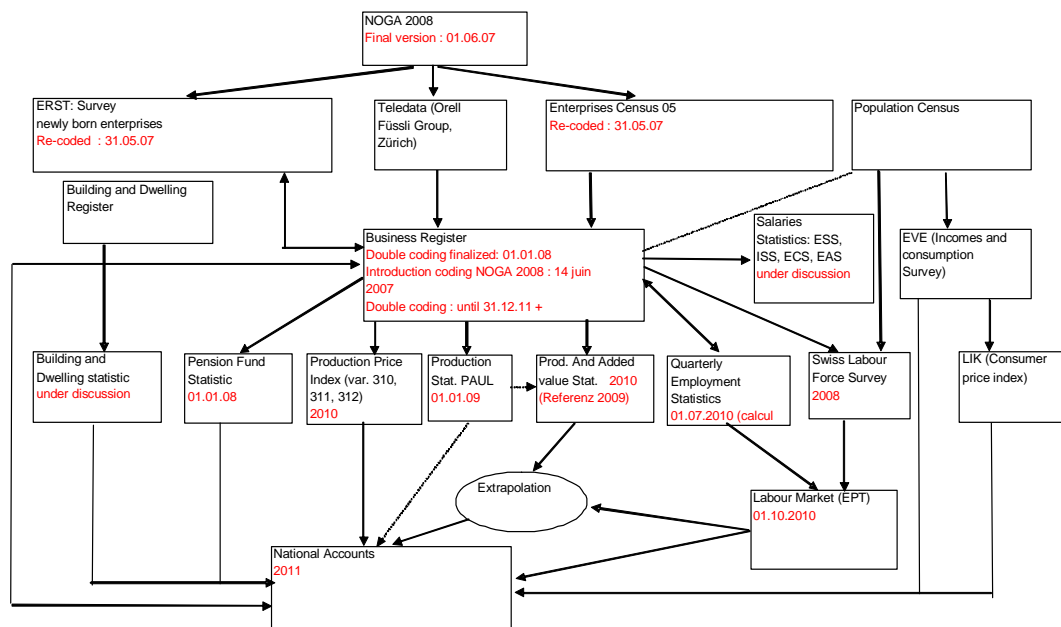 NOGA 2008
Final version : 01.06.07
ERST: Survey
newly born enterprises
Re-coded : 31.05.07
Teledata (Orell
Füssli Group,
Zürich)
Enterprises Census 05
Re-coded : 31.05.07
Population Census
Building and Dwelling
Register
Business Register
Double coding finalized: 01.01.08
Introduction coding NOGA 2008 : 14 juin
2007
Double coding : until 31.12.11 +
Salaries
Statistics: ESS,
ISS, ECS, EAS
under discussion
EVE (Incomes and
consumption
Survey)
Building and
Dwelling statistic
under discussion
Pension Fund
Statistic
01.01.08
Production Price
Index (var. 310,
311, 312)
2010
Production
Stat. PAUL
01.01.09
Prod. And Added
value Stat. 2010
(Referenz 2009)
Quarterly
Employment
Statistics
01.07.2010 (calcul
Swiss Labour
Force Survey
2008
LIK (Consumer
price index)
Extrapolation
Labour Market (EPT)
01.10.2010
National Accounts
2011